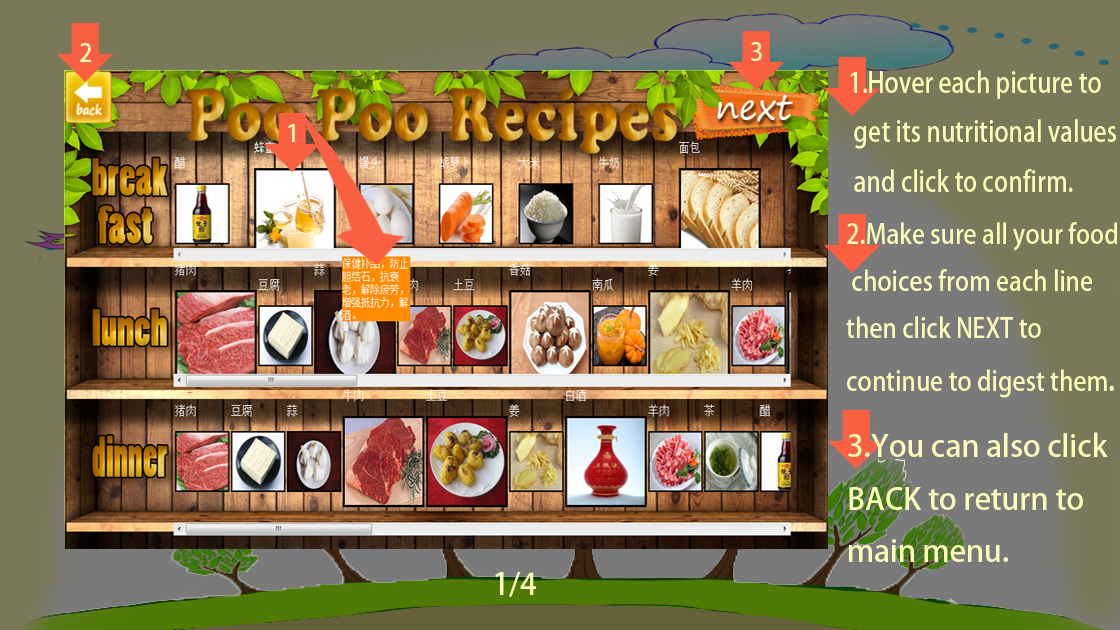 2
3
back
Poo Poo Recipes
next
1
break
fast
醋
馒头
胡萝卜
大米
牛奶
面包
保健补品，防止
胆结石，抗衰
老，解除疲劳，
增强抵抗力，解
酒。
lunch
猪肉
豆腐
蒜
土豆
香菇
南瓜
姜
羊肉
dinner
猪肉
豆腐
蒜
牛肉
土豆
姜
白酒
羊肉
茶
醋
1.Hover each picture to
get its nutritional values
and click to confirm.
2.Make sure all your food
choices from each line
then click NEXT to
continue to digest them.
3.You can also click
BACK to return to
main menu.
1/4